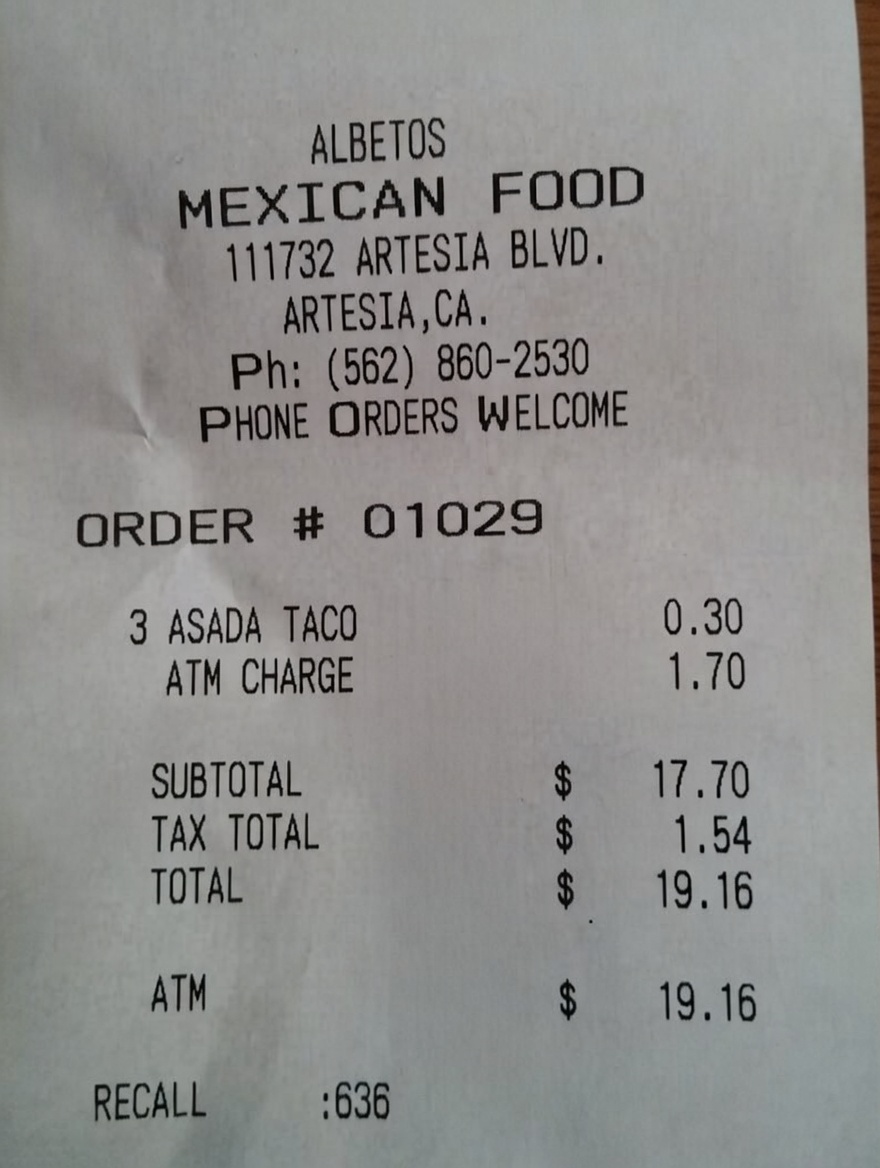 ALBETOS
MEXICAN FOOD
111732 ARTESIA BLVD.
ARTESIA,CA.
Ph: (562) 860-2530
PHONE ORDERS WELCOME
ORDER # 01029
3 ASADA TACO 0.30
ATM CHARGE 1.70
SUBTOTAL $ 17.70
TAX TOTAL $ 1.54
TOTAL $ 19.16
ATM $ 19.16
RECALL :636